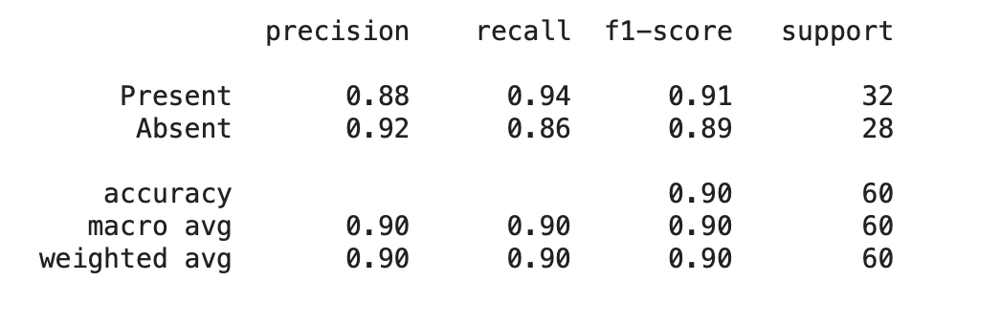 precision recall f1-score support
Present 0.88 0.94 0.91 32
Absent 0.92 0.86 0.89 28
accuracy 0.90 60
macro avg 0.90 0.90 0.90 60
weighted avg 0.90 0.90 0.90 60